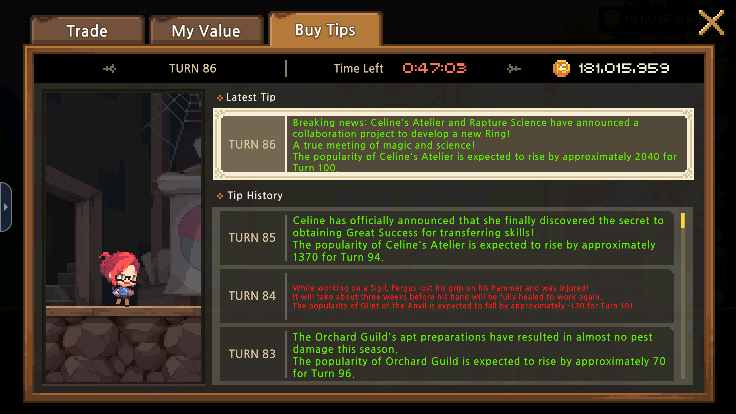 Trade
My Value
Buy Tips
TURN 86
Time Left
0:47:03
181,015,959
Latest Tip
TURN 86
Breaking news: Celine's Atelier and Rapture Science have announced a
collaboration project to develop a new Ring!
A true meeting of magic and science!
The popularity of Celine's Atelier is expected to rise by approximately 2040 for
Turn 100.
Tip History
TURN 85
Celine has officially announced that she finally discovered the secret to
obtaining Great Success for transferring skills!
The popularity of Celine's Atelier is expected to rise by approximately
1370 for Turn 94.
TURN 84
While working on a Sigil, Fergus lost his grip on his hammer and was injured!
It will take about three weeks before his hand will be fully healed to work again.
The popularity of Glint of the Anvil is expected to fall by approximately -130 for Turn 101.
TURN 83
The Orchard Guild's apt preparations have resulted in almost no pest
damage this season.
The popularity of Orchard Guild is expected to rise by approximately 70
for Turn 96.